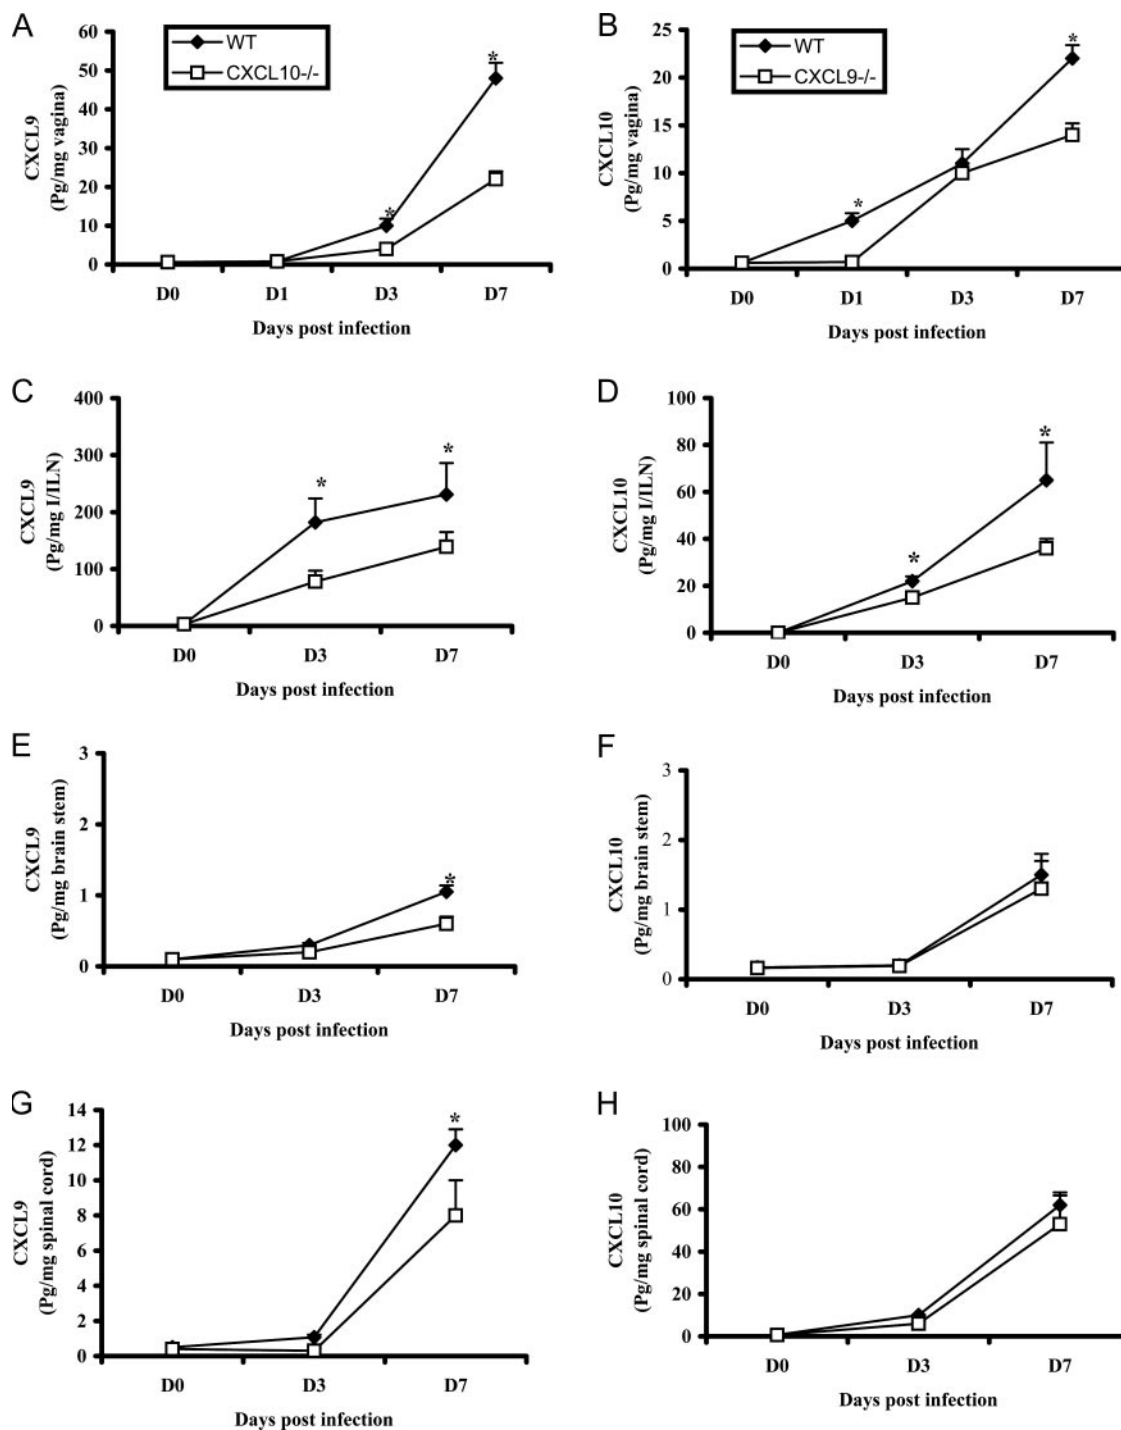 A
WT
CXCL10-/-
CXCL9
(Pg/mg vagina)
60
50
40
30
20
10
0
*
*
D0 D1 D3 D7
Days post infection
B
WT
CXCL9-/-
CXCL10
(Pg/mg vagina)
25
20
15
10
5
0
*
*
D0 D1 D3 D7
Days post infection
C
CXCL9
(Pg/mg I/ILN)
400
300
200
100
0
*
*
D0 D3 D7
Days post infection
D
CXCL10
(Pg/mg I/ILN)
100
80
60
40
20
0
*
*
D0 D3 D7
Days post infection
E
CXCL9
(Pg/mg brain stem)
3
2
1
0
*
D0 D3 D7
Days post infection
F
CXCL10
(Pg/mg brain stem)
3
2
1
0
D0 D3 D7
Days post infection
G
CXCL9
(Pg/mg spinal cord)
14
12
10
8
6
4
2
0
*
D0 D3 D7
Days post infection
H
CXCL10
(Pg/mg spinal cord)
100
80
60
40
20
0
D0 D3 D7
Days post infection